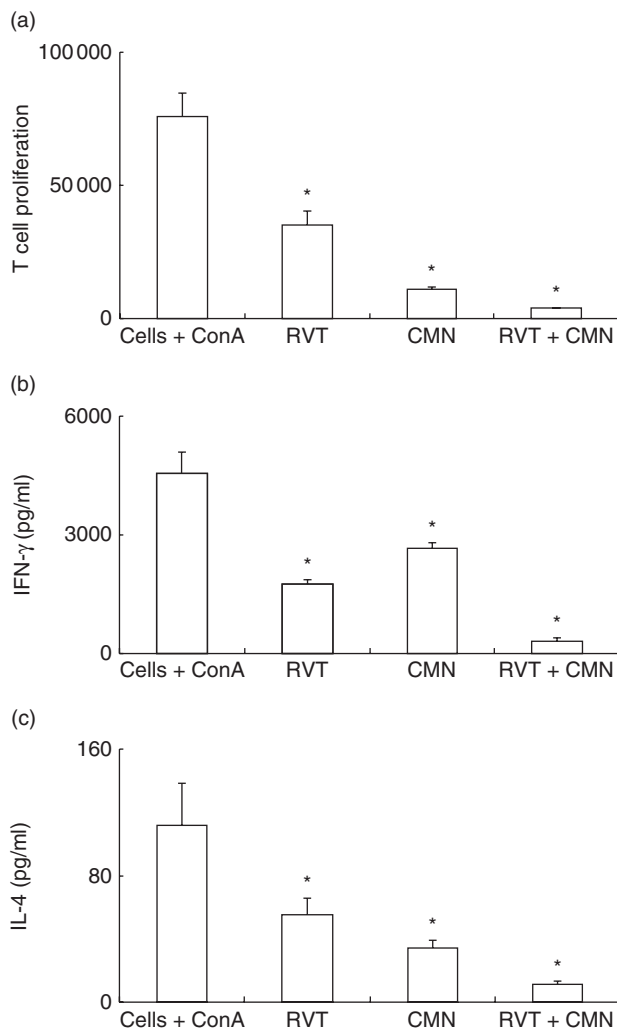 (a)
100 000
50 000
0
T cell proliferation
*
*
*
Cells + ConA RVT CMN RVT + CMN
(b)
6000
3000
0
IFN-γ (pg/ml)
*
*
*
Cells + ConA RVT CMN RVT + CMN
(c)
160
80
0
IL-4 (pg/ml)
*
*
*
Cells + ConA RVT CMN RVT + CMN